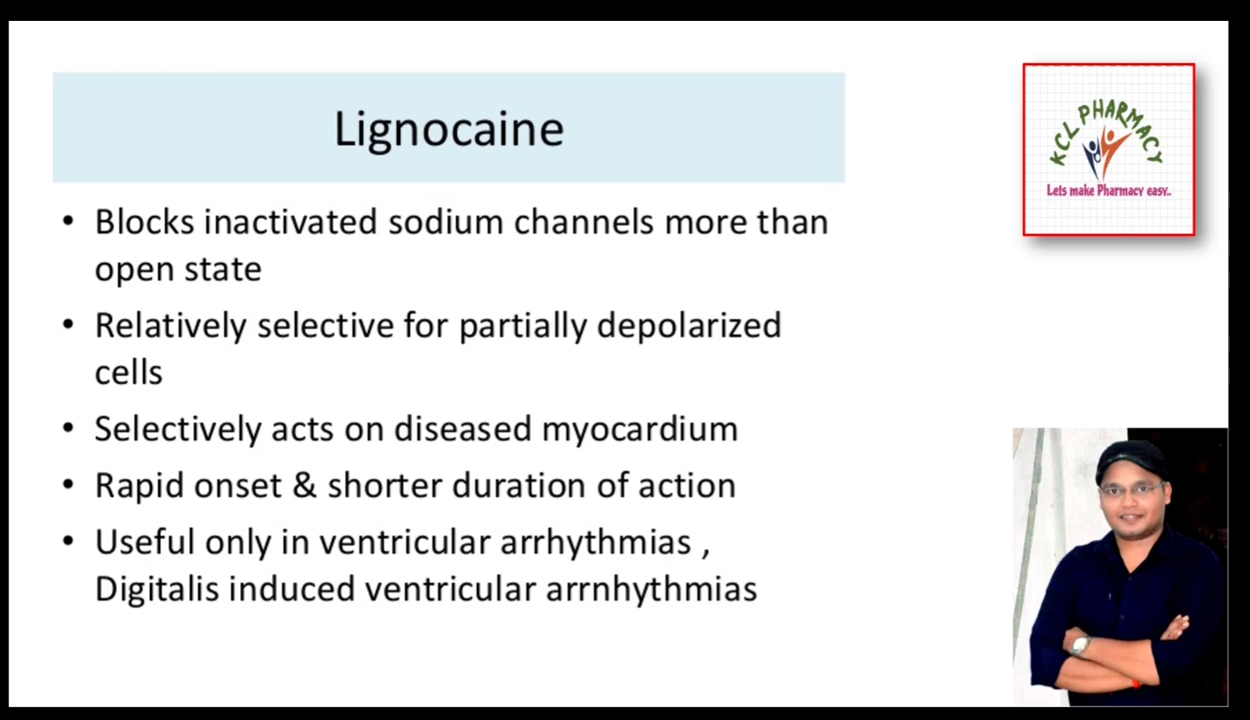 Lignocaine
• Blocks inactivated sodium channels more than
open state
• Relatively selective for partially depolarized
cells
• Selectively acts on diseased myocardium
• Rapid onset & shorter duration of action
• Useful only in ventricular arrhythmias ,
Digitalis induced ventricular arrnhythmias
KCL PHARMACY
Lets make Pharmacy easy..